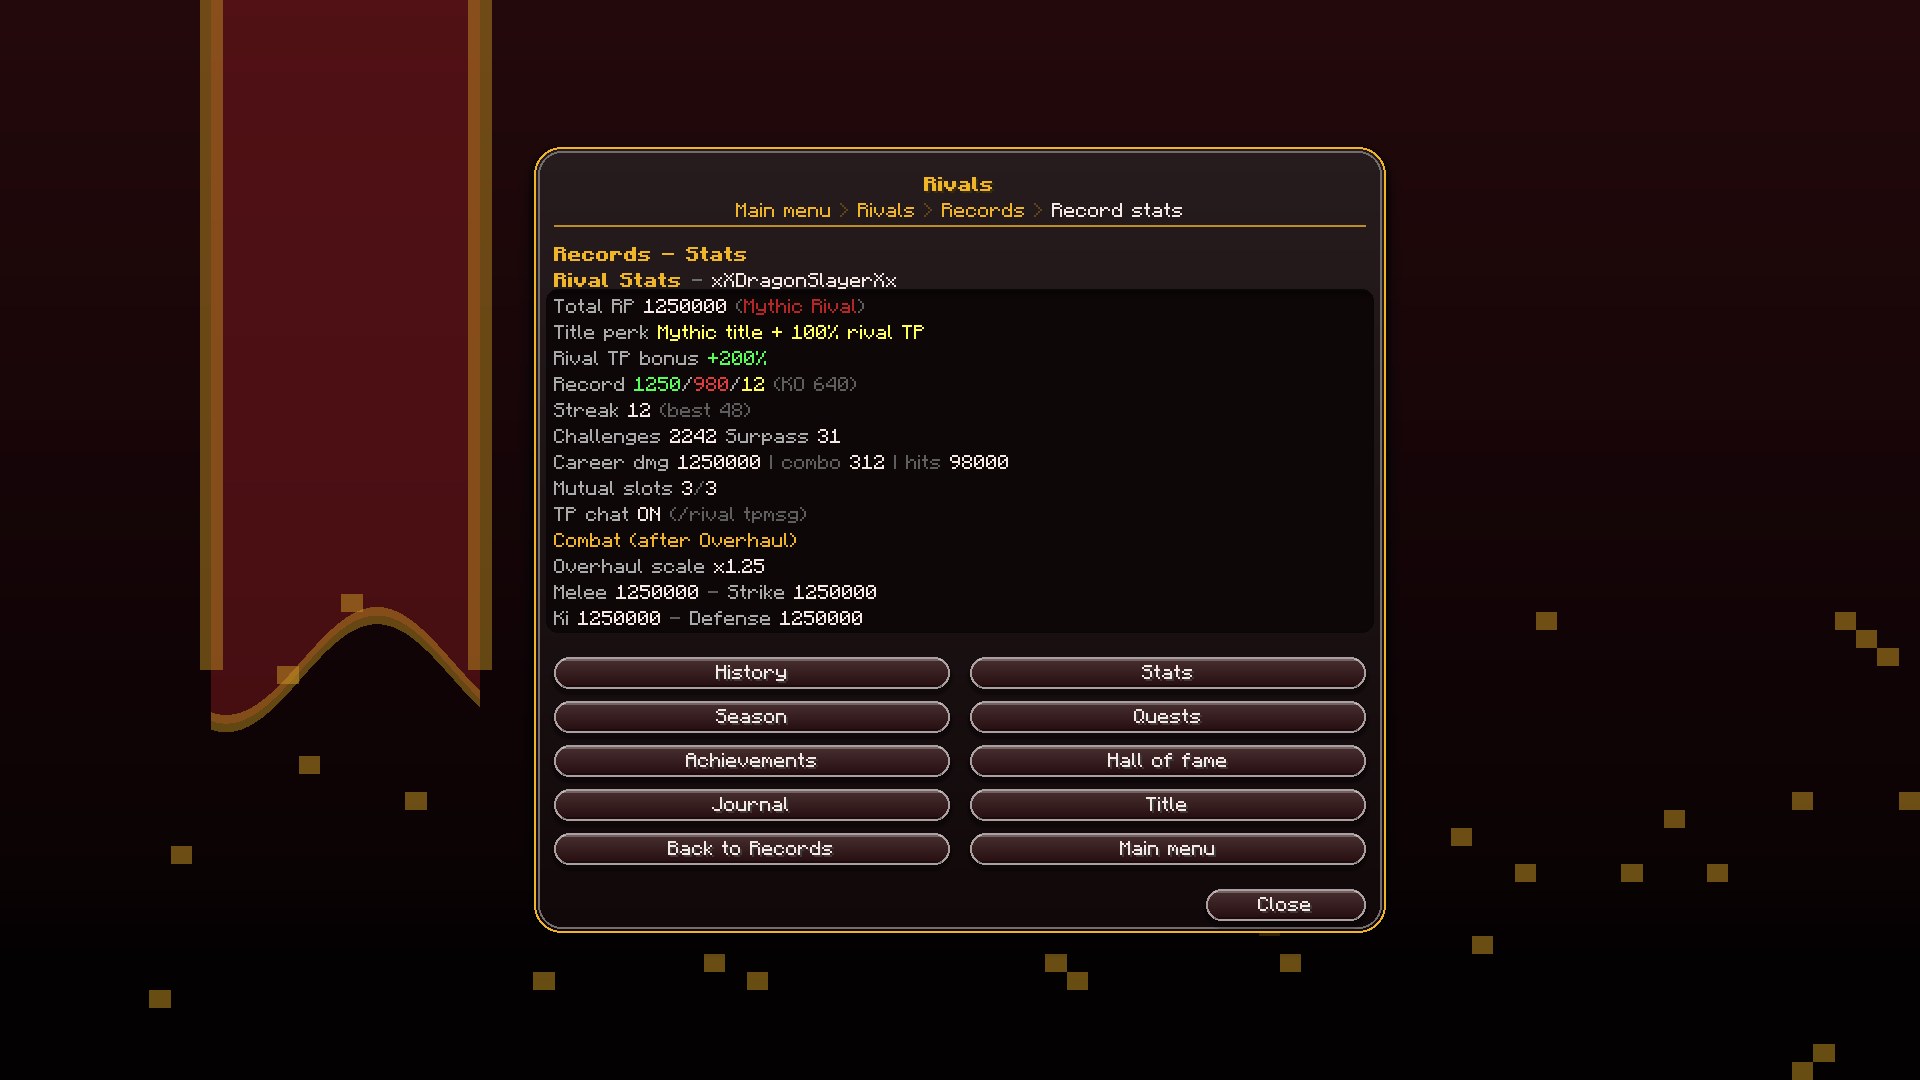 Rivals
Main menu > Rivals > Records > Record stats
Records - Stats
Rival Stats - xXDragonSlayerXx
Total RP 1250000 (Mythic Rival)
Title perk Mythic title + 100% rival TP
Rival TP bonus +200%
Record 1250/980/12 (KO 640)
Streak 12 (best 48)
Challenges 2242 Surpass 31
Career dmg 1250000 | combo 312 | hits 98000
Mutual slots 3/3
TP chat ON (/rival tpmsg)
Combat (after Overhaul)
Overhaul scale x1.25
Melee 1250000 - Strike 1250000
Ki 1250000 - Defense 1250000
History
Stats
Season
Quests
Achievements
Hall of fame
Journal
Title
Back to Records
Main menu
Close